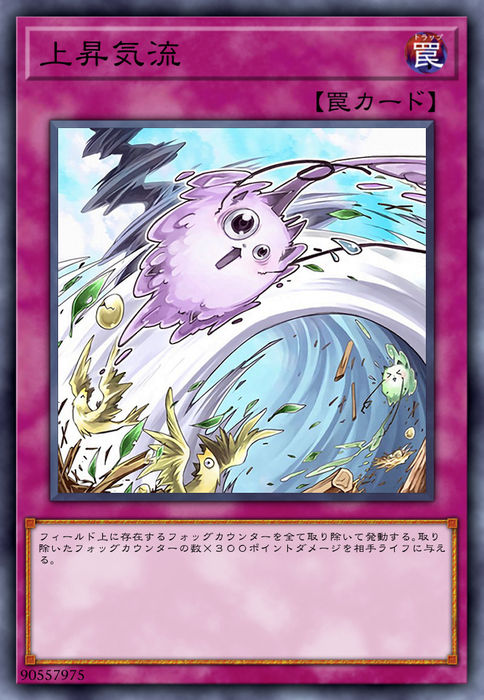 上昇気流
トラップ
罠
【罠カード】
フィールド上に存在するフォッグカウンターを全て取り除いて発動する。取り
除いたフォッグカウンターの数×３００ポイントダメージを相手ライフに与え
る。
90557975